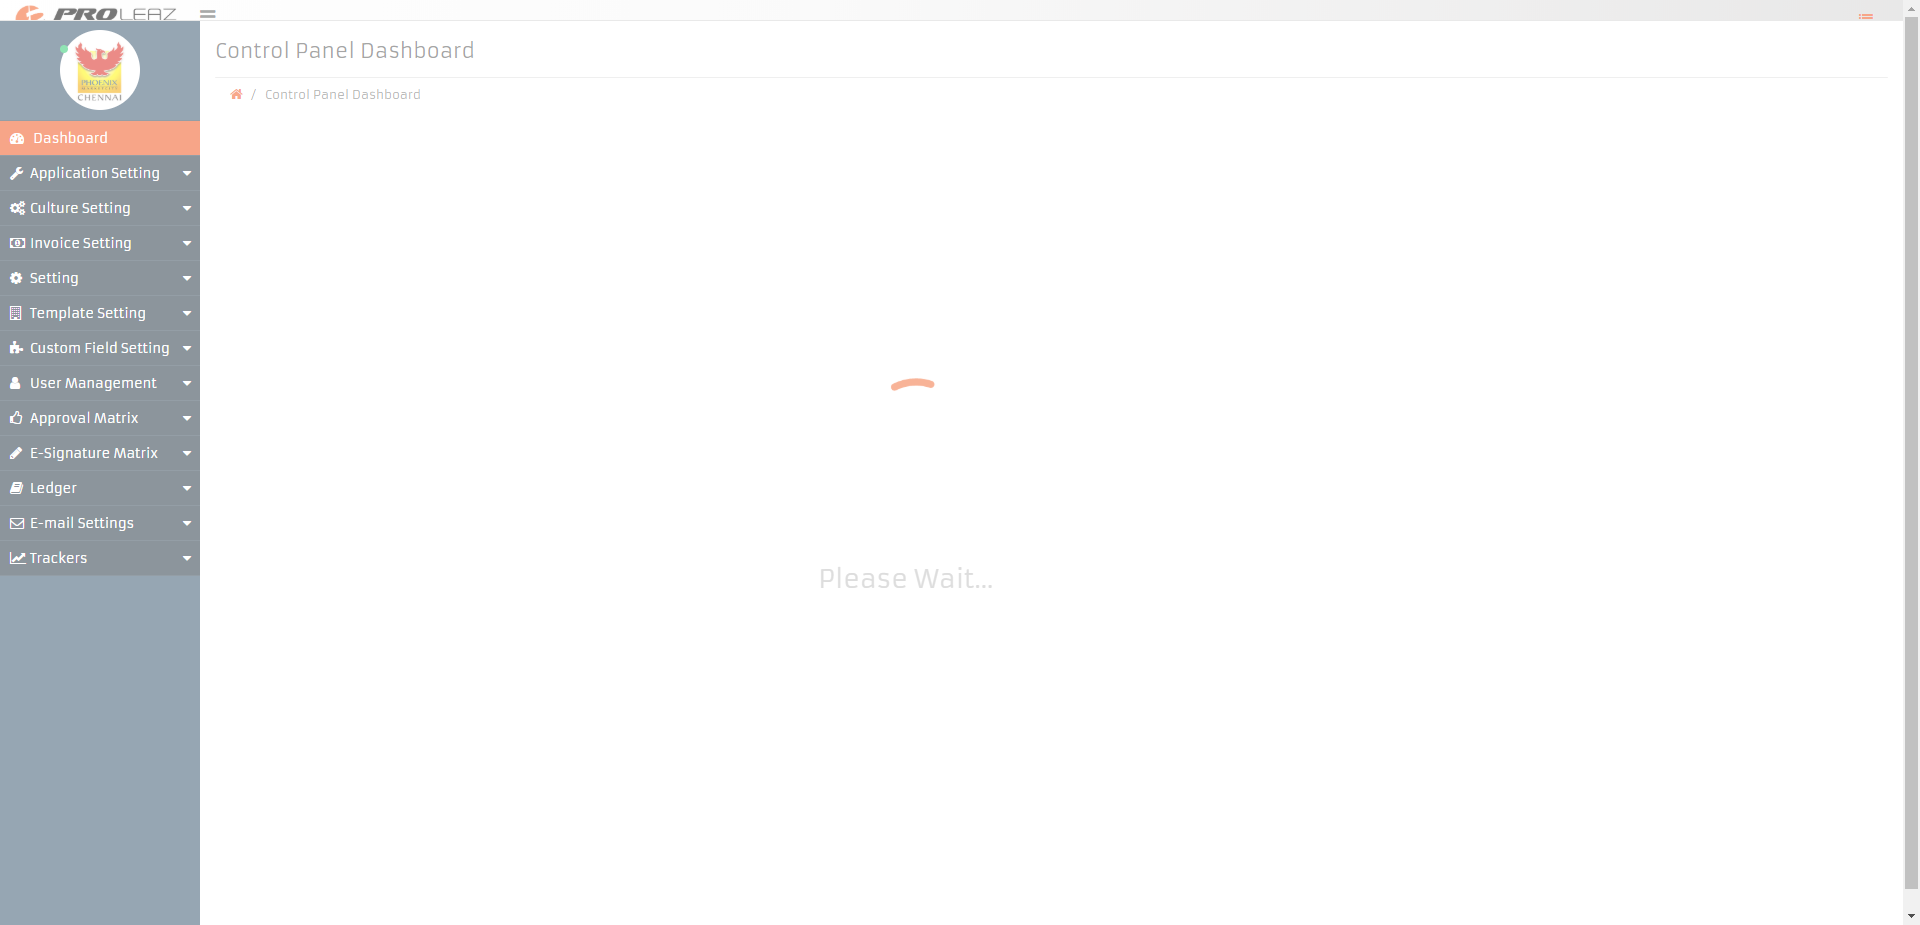 PROLEAZ
Control Panel Dashboard
PHOENIX
MARKETCITY
CHENNAI
/ Control Panel Dashboard
Dashboard
Application Setting
Culture Setting
Invoice Setting
Setting
Template Setting
Custom Field Setting
User Management
Approval Matrix
E-Signature Matrix
Ledger
E-mail Settings
Trackers
Please Wait...